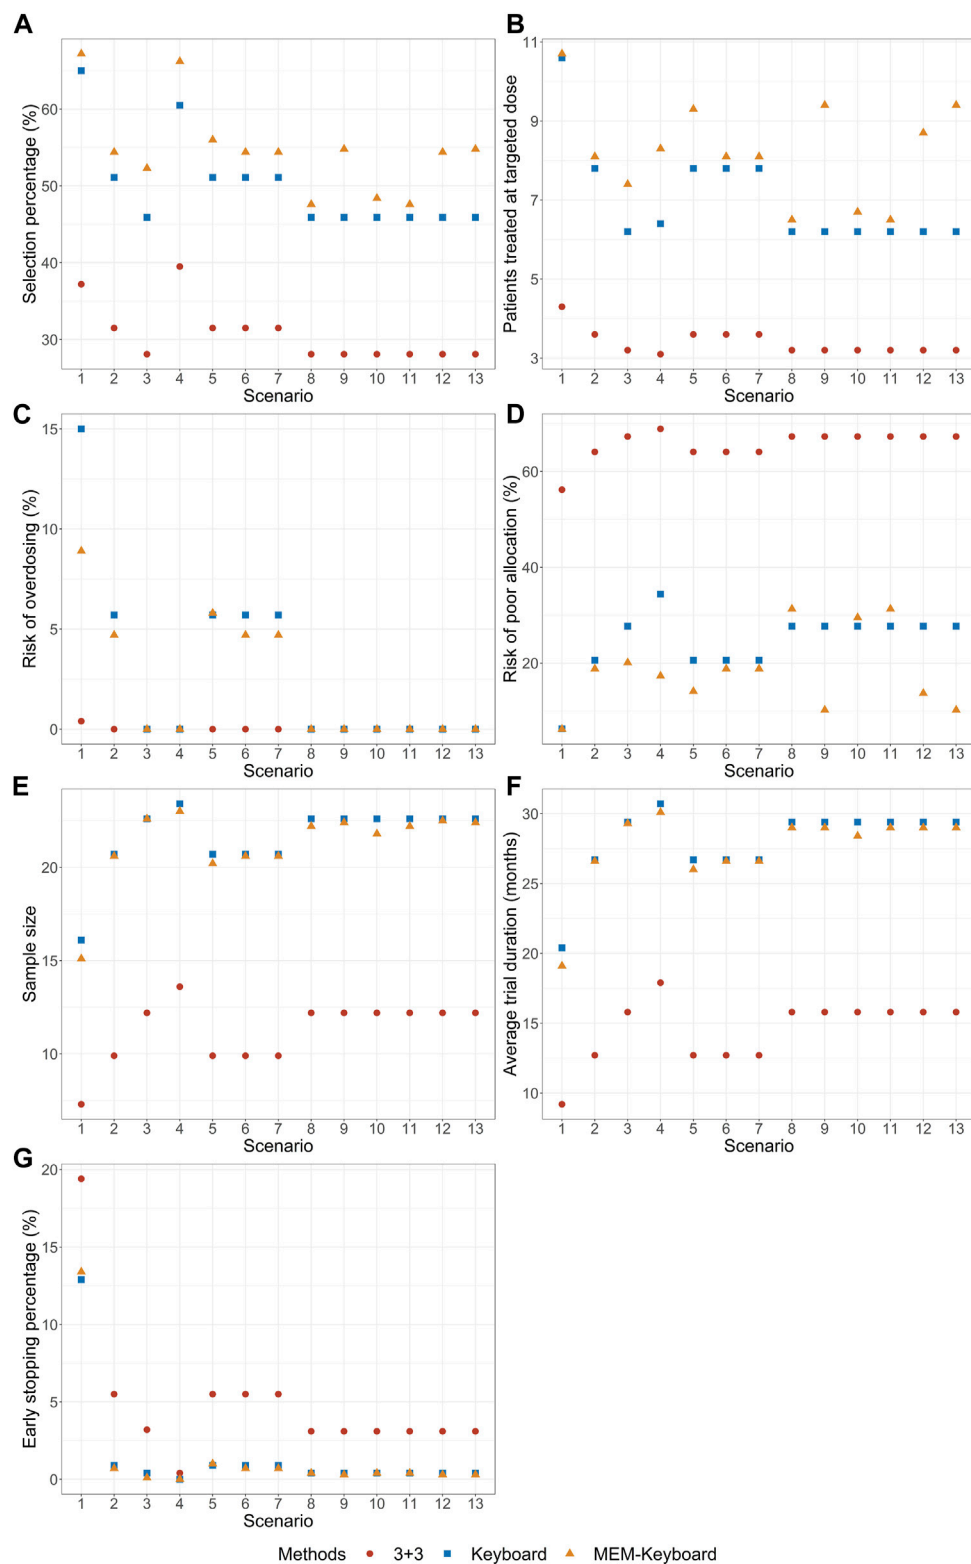 A
Selection percentage (%)
60
50
40
30
1 2 3 4 5 6 7 8 9 10 11 12 13
Scenario
B
Patients treated at targeted dose
11
9
7
5
3
1 2 3 4 5 6 7 8 9 10 11 12 13
Scenario
C
Risk of overdosing (%)
15
10
5
0
1 2 3 4 5 6 7 8 9 10 11 12 13
Scenario
D
Risk of poor allocation (%)
60
40
20
1 2 3 4 5 6 7 8 9 10 11 12 13
Scenario
E
Sample size
20
15
10
1 2 3 4 5 6 7 8 9 10 11 12 13
Scenario
F
Average trial duration (months)
30
25
20
15
10
1 2 3 4 5 6 7 8 9 10 11 12 13
Scenario
G
Early stopping percentage (%)
20
15
10
5
0
1 2 3 4 5 6 7 8 9 10 11 12 13
Scenario
Methods 3+3 Keyboard MEM-Keyboard